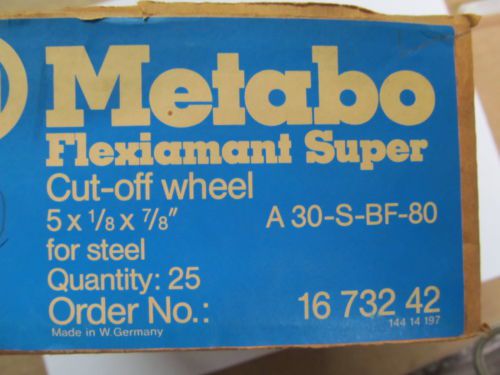 Metabo
Flexiamant Super
Cut-off wheel
5 x 1/8 x 7/8" A 30-S-BF-80
for steel
Quantity: 25
Order No.: 16 732 42
Made in W. Germany 144 14 197